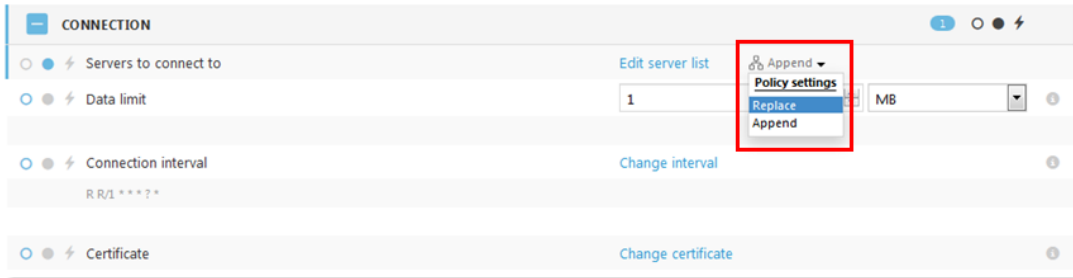 CONNECTION 1
Servers to connect to Edit server list Append
Policy settings
Replace
Append
Data limit 1 MB
Connection interval Change interval
R R/1 * * * ? *
Certificate Change certificate